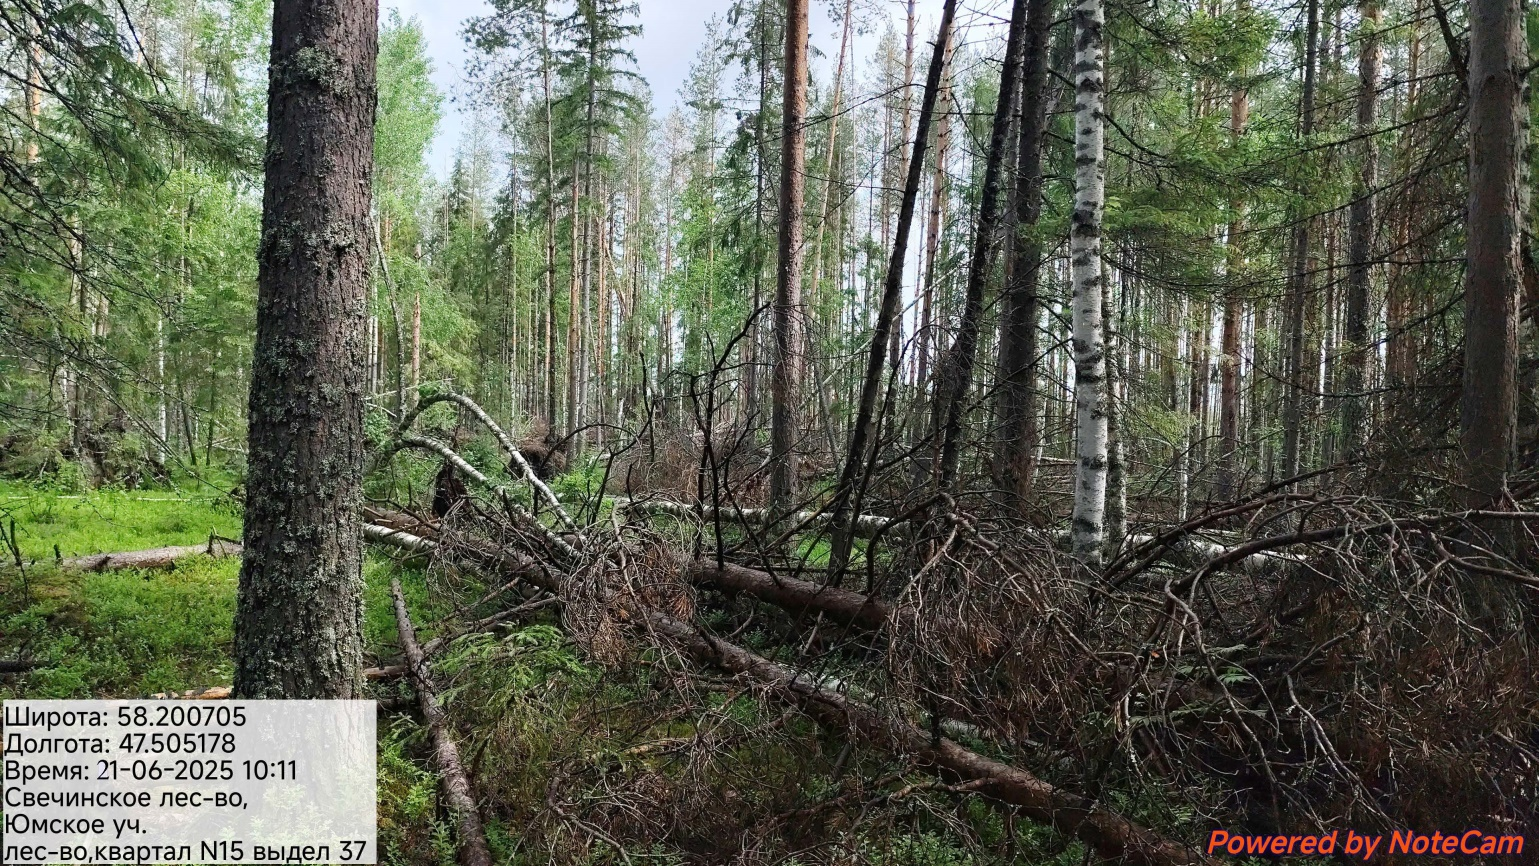 Широта: 58.200705
Долгота: 47.505178
Время: 21-06-2025 10:11
Свечинское лес-во,
Юмское уч.
лес-во,квартал N15 выдел 37
Powered by NoteCam